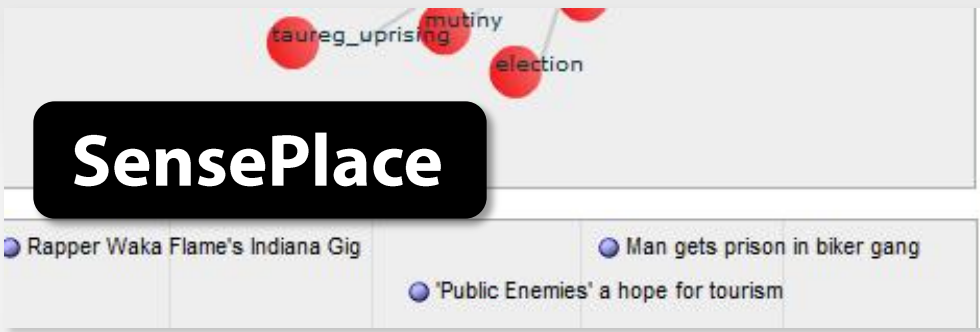 mutiny
taureg_uprising
election
SensePlace
Rapper Waka Flame's Indiana Gig
Man gets prison in biker gang
'Public Enemies' a hope for tourism